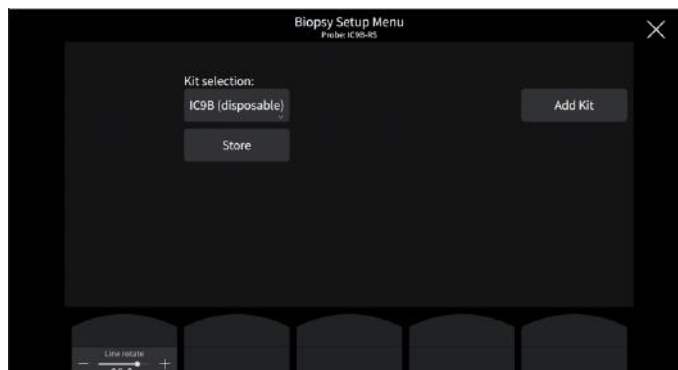 Biopsy Setup Menu
Probe: IC9B-RS
Kit selection:
IC9B (disposable)
Add Kit
Store
Line rotate